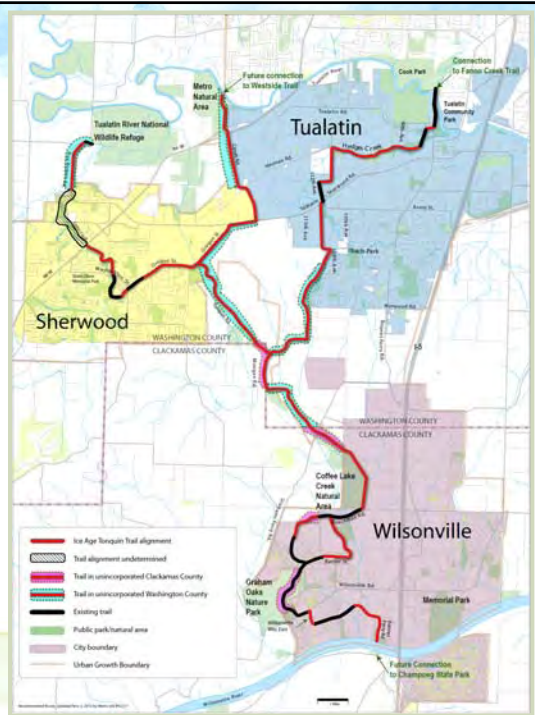 Future connection
to Westside Trail
Connection
to Fanno Creek Trail
Metro
Natural
Area
Cook Park
Tualatin
Community
Park
Tualatin River National
Wildlife Refuge
Tualatin
Hedges Creek
Ibach Park
Sherwood
WASHINGTON COUNTY
CLACKAMAS COUNTY
WASHINGTON COUNTY
CLACKAMAS COUNTY
Coffee Lake
Creek
Natural
Area
Wilsonville
Wilsonville Rd
Graham
Oaks
Nature
Park
Memorial Park
Future Connection
to Champoeg State Park
Willamette River
Ice Age Tonquin Trail alignment
Trail alignment undetermined
Trail in unincorporated Clackamas County
Trail in unincorporated Washington County
Existing trail
Public park/natural area
City boundary
Urban Growth Boundary